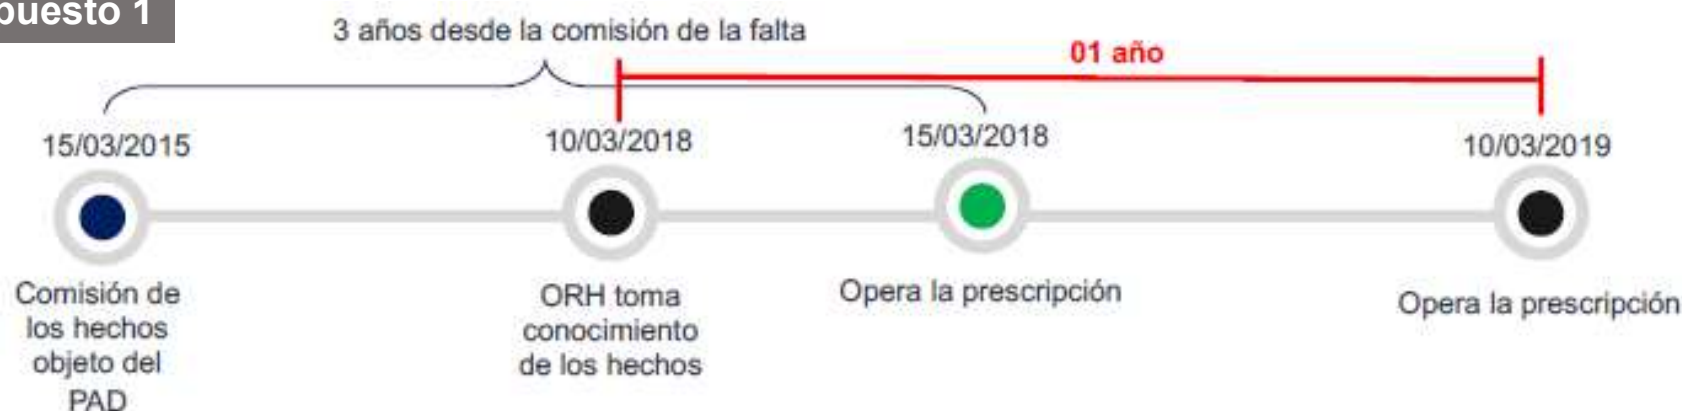 puesto 1
3 años desde la comisión de la falta
01 año
15/03/2015
10/03/2018
15/03/2018
10/03/2019
Comisión de
los hechos
objeto del
PAD
ORH toma
conocimiento
de los hechos
Opera la prescripción
Opera la prescripción